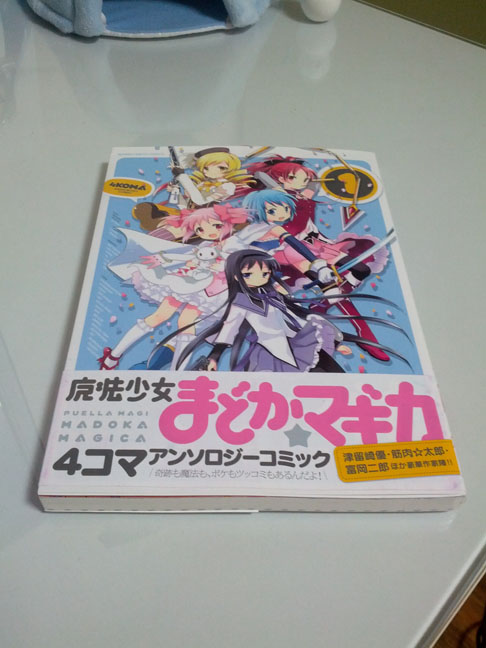 4KOMA
1
魔法少女
まどか☆マギカ
PUELLA MAGI
MADOKA
MAGICA
4コマアンソロジーコミック
奇跡も魔法も、ボケもツッコミもあるんだよ!
津留崎優・筋肉☆太郎・
富岡二郎 ほか豪華作家陣!!